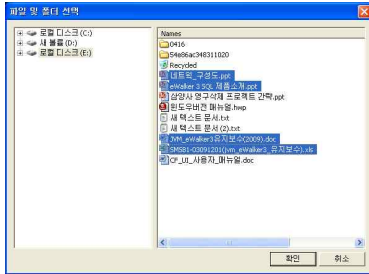 파일 및 폴더 선택
로컬 디스크 (C:)
새 볼륨 (D:)
로컬 디스크 (E:)
Names
0416
54e86ac348311020
Recycled
네트웍_구성도.ppt
eWalker 3 SQL 제품소개.ppt
삼양사 영구삭제 프로젝트 간략.ppt
윈도우버전 매뉴얼.hwp
새 텍스트 문서.txt
새 텍스트 문서 (2).txt
JVM_eWalker3유지보수(2009).doc
SMSB1-03091201(jvm_eWalker3_유지보수).xls
CF_UI_사용자_매뉴얼.doc
확인
취소